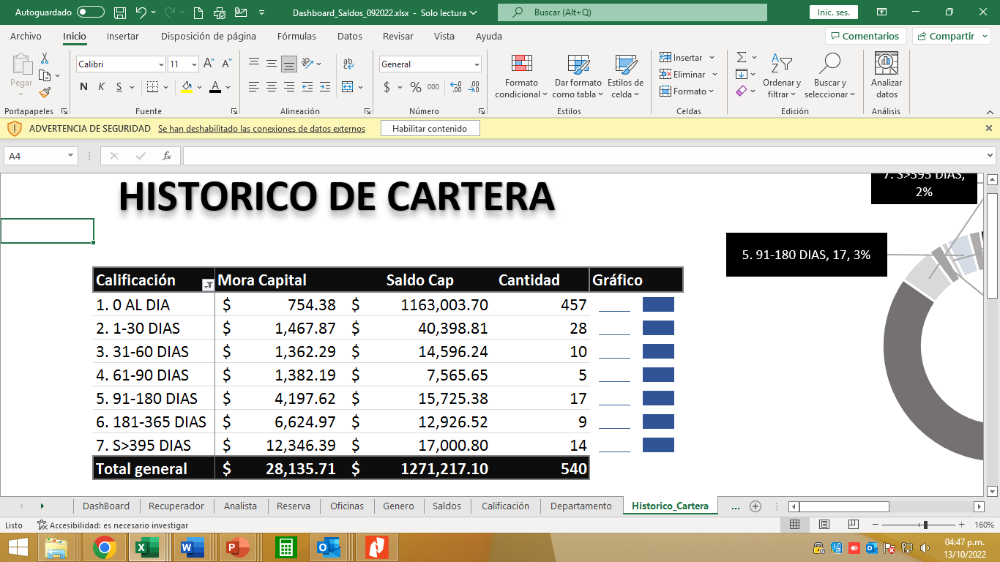 Autoguardado
Dashboard_Saldos_092022.xlsx - Solo lectura
Buscar (Alt+Q)
Inic. ses.
Archivo Inicio Insertar Disposición de página Fórmulas Datos Revisar Vista Ayuda
Comentarios Compartir
Pegar
Portapapeles
Calibri 11
N K S
Fuente
ab
Alineación
General
$ % 000
Número
Formato condicional
Dar formato como tabla
Estilos de celda
Estilos
Insertar
Eliminar
Formato
Celdas
Ordenar y filtrar
Buscar y seleccionar
Edición
Analizar datos
Análisis
ADVERTENCIA DE SEGURIDAD Se han deshabilitado las conexiones de datos externos Habilitar contenido
A4 fx
HISTORICO DE CARTERA
7. S>395 DIAS,
2%
5. 91-180 DIAS, 17, 3%
Calificación Mora Capital Saldo Cap Cantidad Gráfico
1. 0 AL DIA $ 754.38 $ 1163,003.70 457
2. 1-30 DIAS $ 1,467.87 $ 40,398.81 28
3. 31-60 DIAS $ 1,362.29 $ 14,596.24 10
4. 61-90 DIAS $ 1,382.19 $ 7,565.65 5
5. 91-180 DIAS $ 4,197.62 $ 15,725.38 17
6. 181-365 DIAS $ 6,624.97 $ 12,926.52 9
7. S>395 DIAS $ 12,346.39 $ 17,000.80 14
Total general $ 28,135.71 $ 1271,217.10 540
DashBoard Recuperador Analista Reserva Oficinas Genero Saldos Calificación Departamento Historico_Cartera ...
Listo Accesibilidad: es necesario investigar 160%
04:47 p.m.
13/10/2022